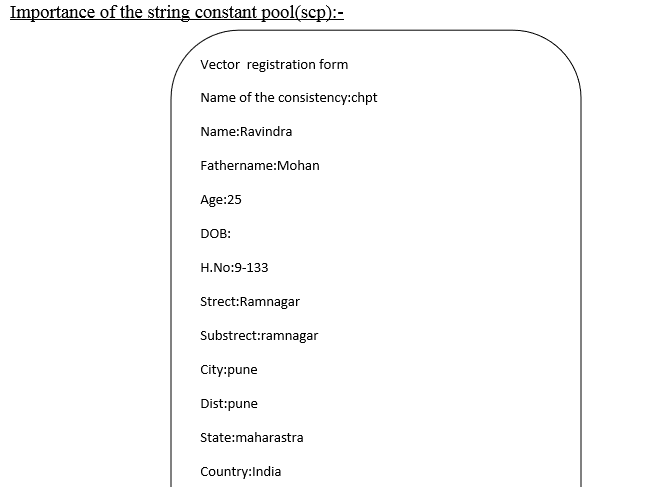 Importance of the string constant pool(scp):-
Vector registration form
Name of the consistency:chpt
Name:Ravindra
Fathername:Mohan
Age:25
DOB:
H.No:9-133
Strect:Ramnagar
Substrect:ramnagar
City:pune
Dist:pune
State:maharastra
Country:India